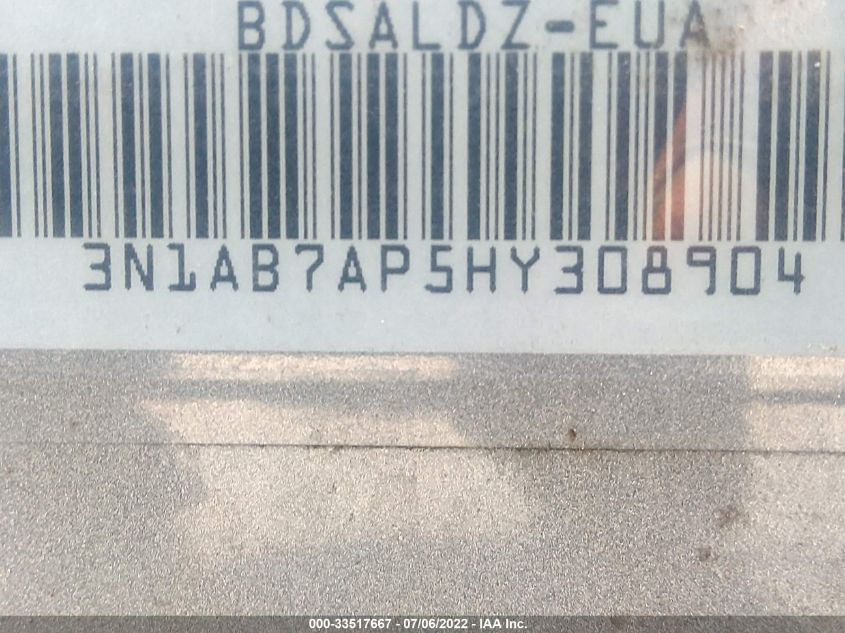 BDSALDZ-EUA
3N1AB7AP5HY308904
000-33517667 - 07/06/2022 - IAA Inc.